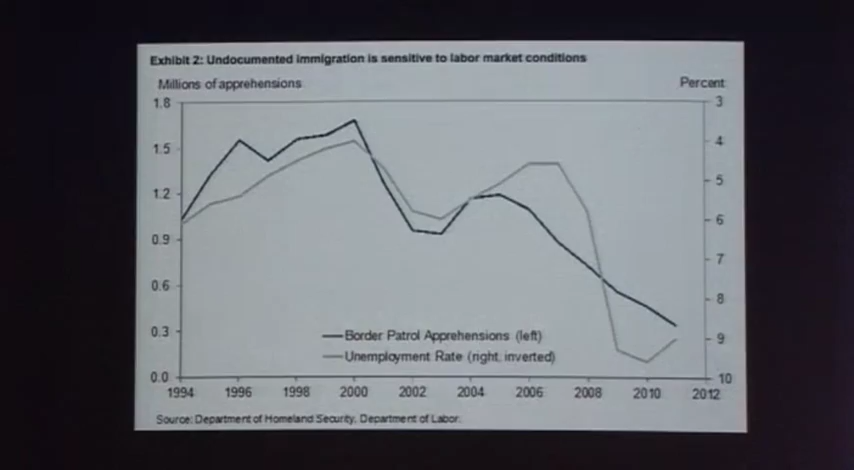 Exhibit 2: Undocumented immigration is sensitive to labor market conditions
Millions of apprehensions
Percent
1.8
1.5
1.2
0.9
0.6
0.3
0.0
3
4
5
6
7
8
9
10
Border Patrol Apprehensions (left)
Unemployment Rate (right, inverted)
1994 1996 1998 2000 2002 2004 2006 2008 2010 2012
Source: Department of Homeland Security, Department of Labor.